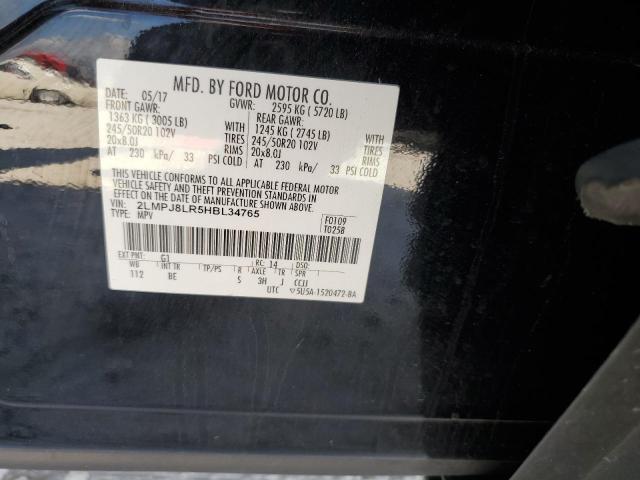 MFD. BY FORD MOTOR CO.
DATE: 05/17 GVWR: 2595 KG ( 5720 LB)
FRONT GAWR: REAR GAWR:
1363 KG ( 3005 LB) WITH 1245 KG ( 2745 LB) WITH
245/50R20 102V TIRES 245/50R20 102V TIRES
20x8.0J RIMS 20x8.0J RIMS
AT 230 kPa/ 33 PSI COLD AT 230 kPa/ 33 PSI COLD
THIS VEHICLE CONFORMS TO ALL APPLICABLE FEDERAL MOTOR
VEHICLE SAFETY AND THEFT PREVENTION STANDARDS IN
EFFECT ON THE DATE OF MANUFACTURE SHOWN ABOVE.
VIN: 2LMPJ8LR5HBL34765 F0109
TYPE: MPV T0258
EXT PNT: G1 RC: 14 DSO:
WB INT TR TP/PS R AXLE TR SPR
112 BE 5 3H J CCJJ
UTC ▽5U5A-1520472-BA